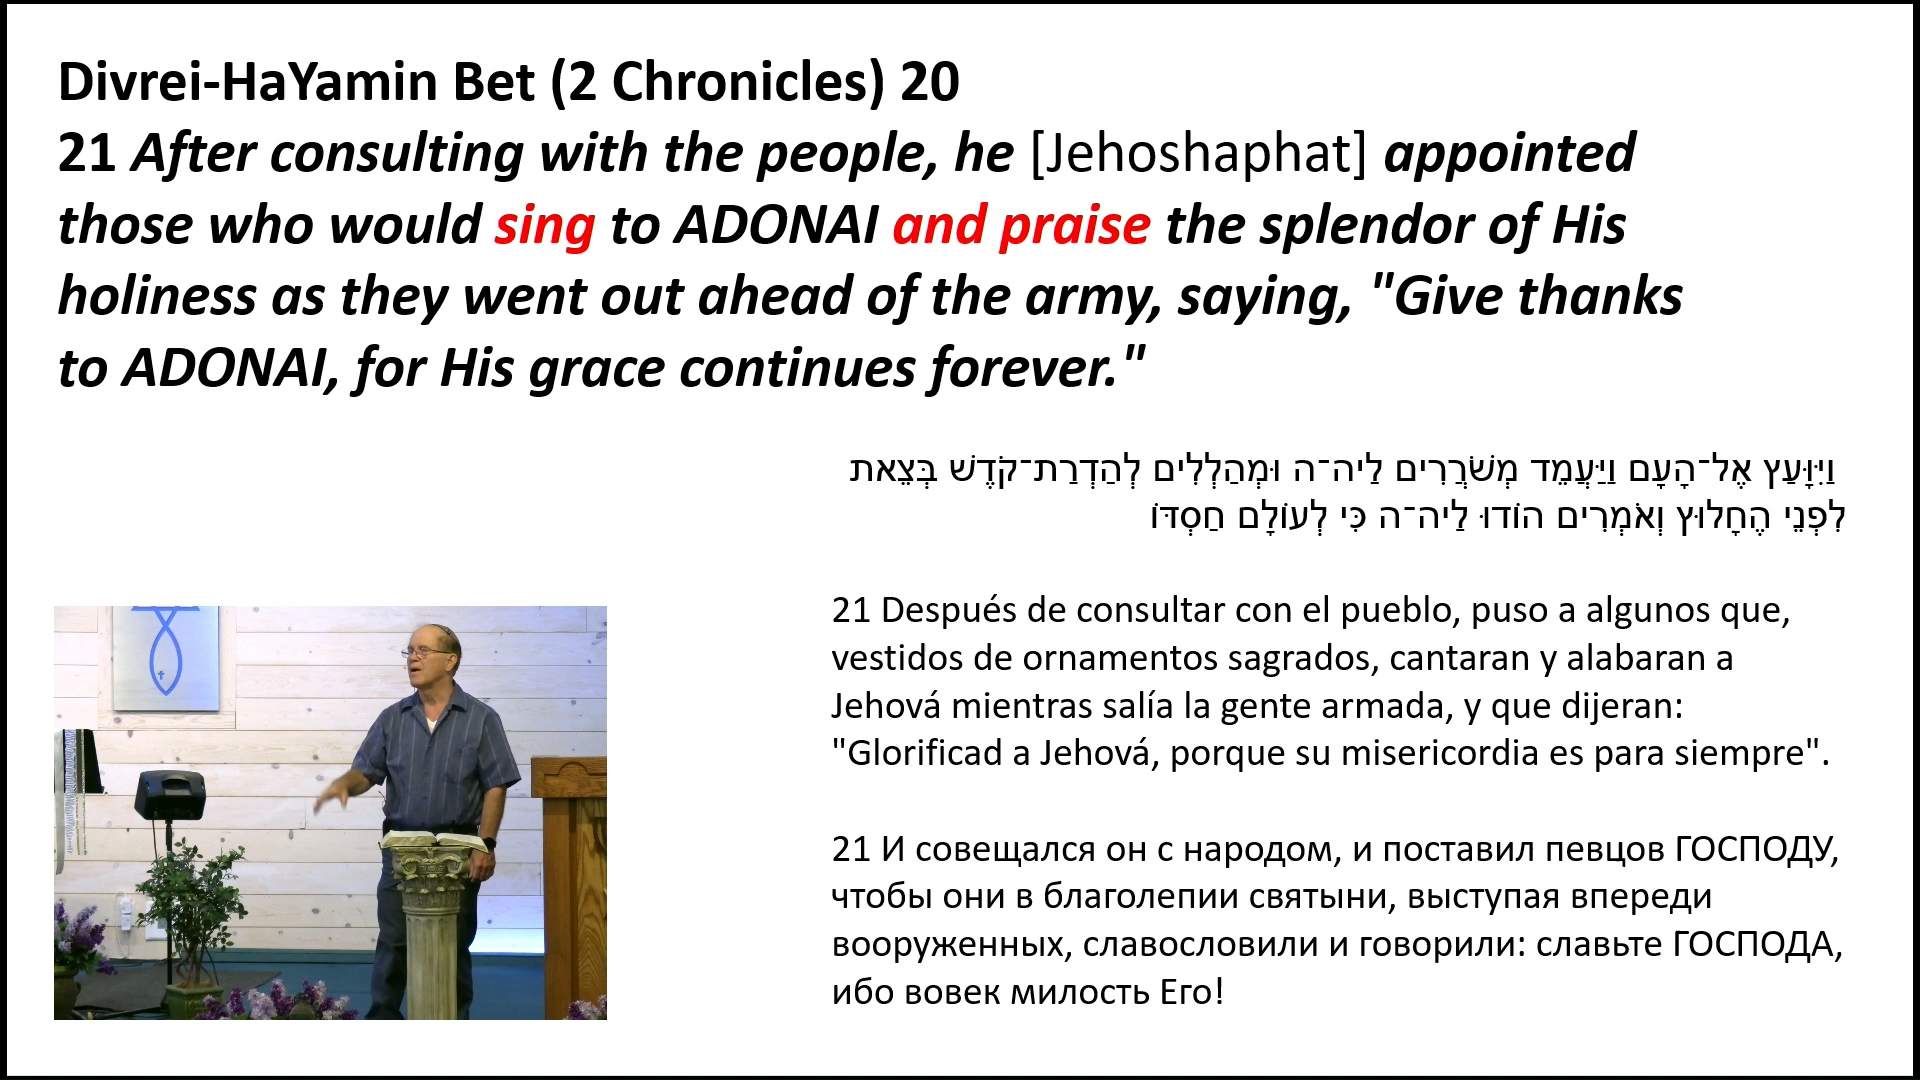 Divrei-HaYamin Bet (2 Chronicles) 20
21 After consulting with the people, he [Jehoshaphat] appointed
those who would sing to ADONAI and praise the splendor of His
holiness as they went out ahead of the army, saying, "Give thanks
to ADONAI, for His grace continues forever."
וַיִּוָּעַץ אֶל־הָעָם וַיַּעֲמֵד מְשֹׁרֲרִים לַיה־ה וּמְהַלְלִים לְהַדְרַת־קֹדֶשׁ בְּצֵאת
לִפְנֵי הֶחָלוּץ וְאֹמְרִים הוֹדוּ לַיה־ה כִּי לְעוֹלָם חַסְדּוֹ
21 Después de consultar con el pueblo, puso a algunos que,
vestidos de ornamentos sagrados, cantaran y alabaran a
Jehová mientras salía la gente armada, y que dijeran:
"Glorificad a Jehová, porque su misericordia es para siempre".
21 И совещался он с народом, и поставил певцов ГОСПОДУ,
чтобы они в благолепии святыни, выступая впереди
вооруженных, славословили и говорили: славьте ГОСПОДА,
ибо вовек милость Его!